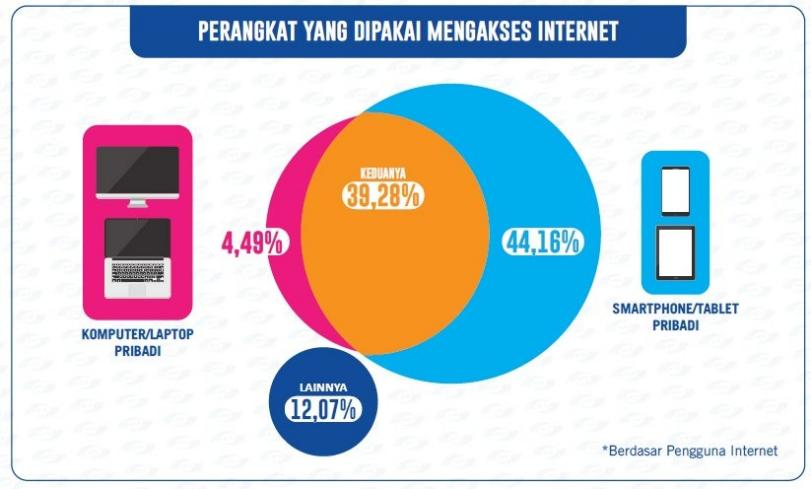 PERANGKAT YANG DIPAKAI MENGAKSES INTERNET
KEDUANYA
39,28%
4,49%
44,16%
KOMPUTER/LAPTOP
PRIBADI
SMARTPHONE/TABLET
PRIBADI
LAINNYA
12,07%
*Berdasar Pengguna Internet